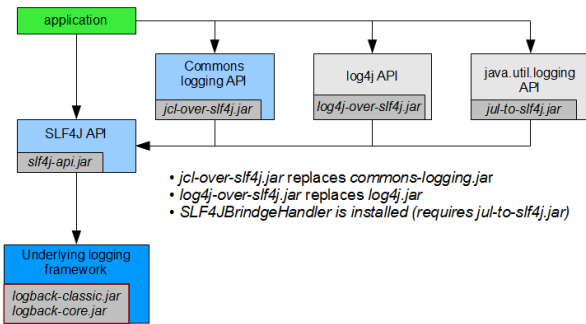 application
Commons
logging API
jcl-over-slf4j.jar
log4j API
log4j-over-slf4j.jar
java.util.logging
API
jul-to-slf4j.jar
SLF4J API
slf4j-api.jar
• jcl-over-slf4j.jar replaces commons-logging.jar
• log4j-over-slf4j.jar replaces log4j.jar
• SLF4JBrindgeHandler is installed (requires jul-to-slf4j.jar)
Underlying logging
framework
logback-classic.jar
logback-core.jar